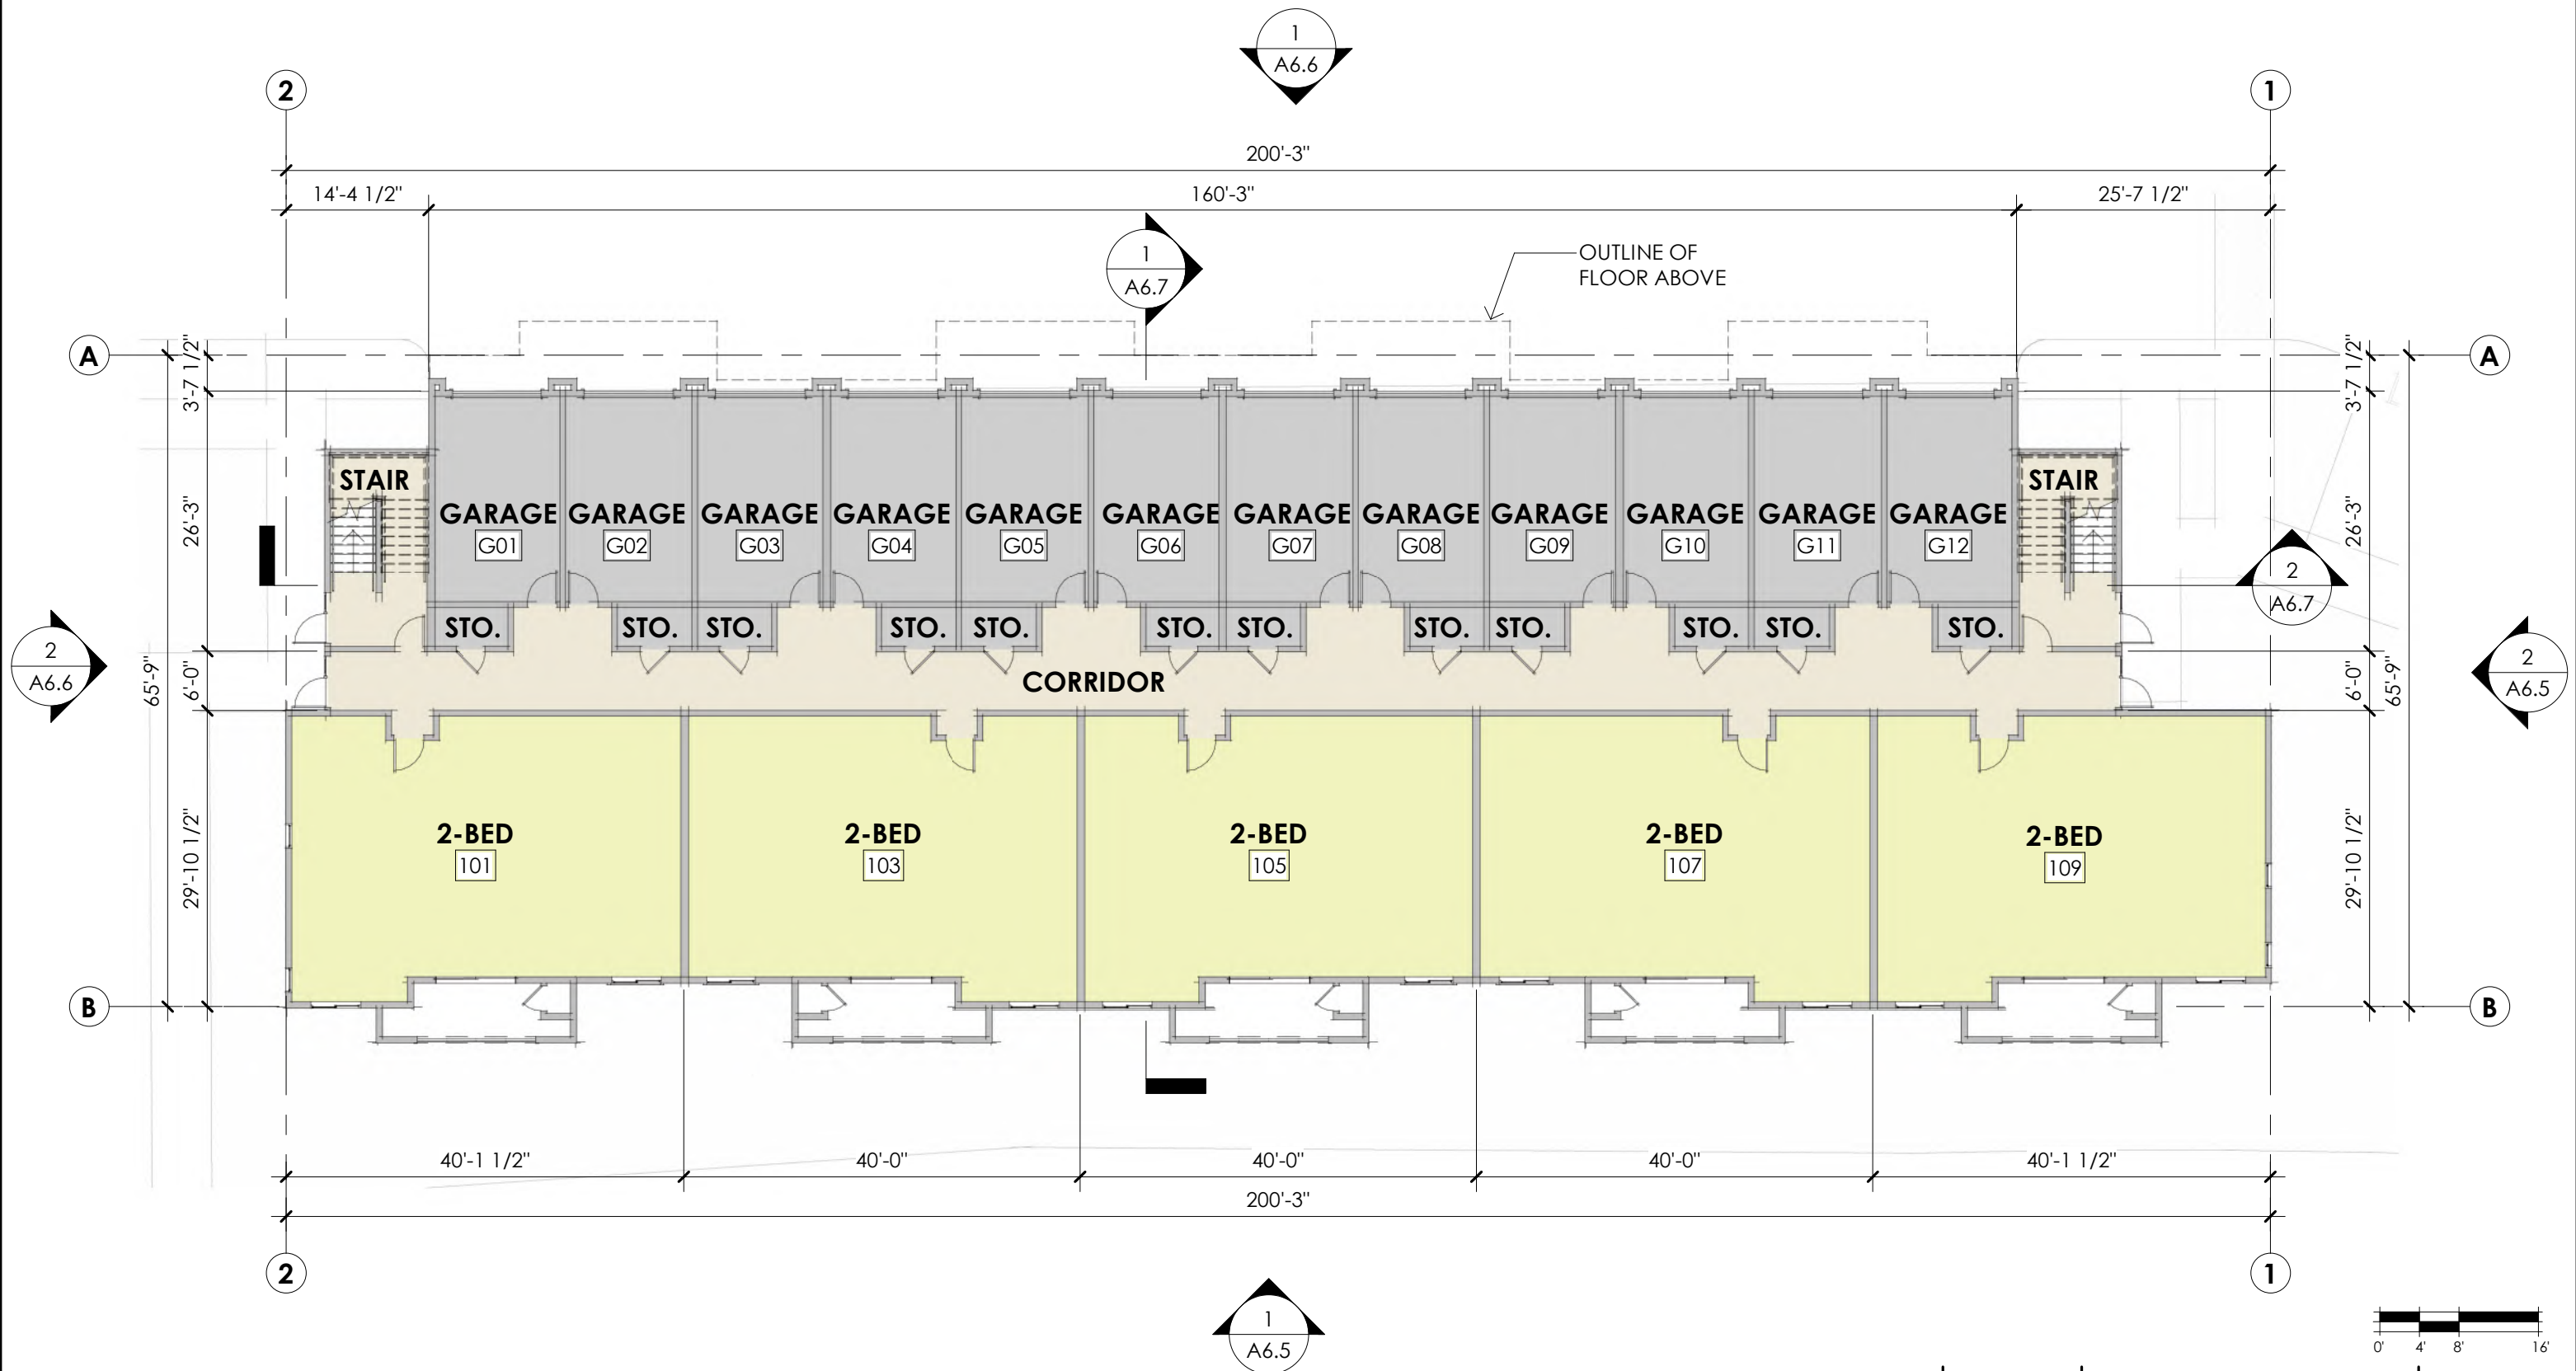 1
A6.6
2
1
200'-3"
14'-4 1/2"
160'-3"
25'-7 1/2"
1
A6.7
OUTLINE OF
FLOOR ABOVE
A
A
3'-7 1/2"
3'-7 1/2"
STAIR
STAIR
26'-3"
26'-3"
GARAGE GARAGE GARAGE GARAGE GARAGE GARAGE GARAGE GARAGE GARAGE GARAGE GARAGE GARAGE
G01 G02 G03 G04 G05 G06 G07 G08 G09 G10 G11 G12
2
A6.7
STO. STO. STO. STO. STO. STO. STO. STO. STO. STO. STO. STO.
2
A6.6
65'-9"
6'-0"
CORRIDOR
6'-0"
65'-9"
2
A6.5
29'-10 1/2"
29'-10 1/2"
2-BED 2-BED 2-BED 2-BED 2-BED
101 103 105 107 109
B
B
40'-1 1/2" 40'-0" 40'-0" 40'-0" 40'-1 1/2"
200'-3"
2
1
1
A6.5
0' 4' 8' 16'